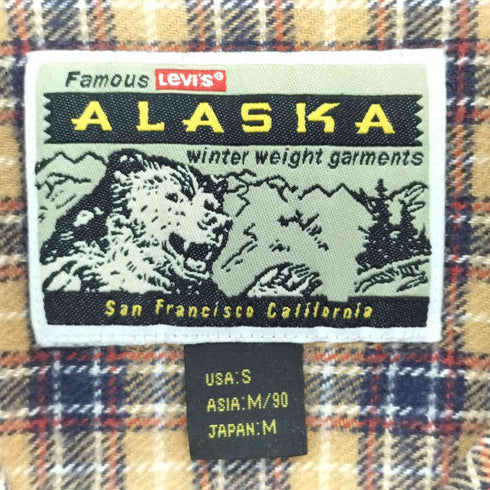 Famous Levi's®
ALASKA
winter weight garments
San Francisco California
USA:S
ASIA:M/90
JAPAN:M